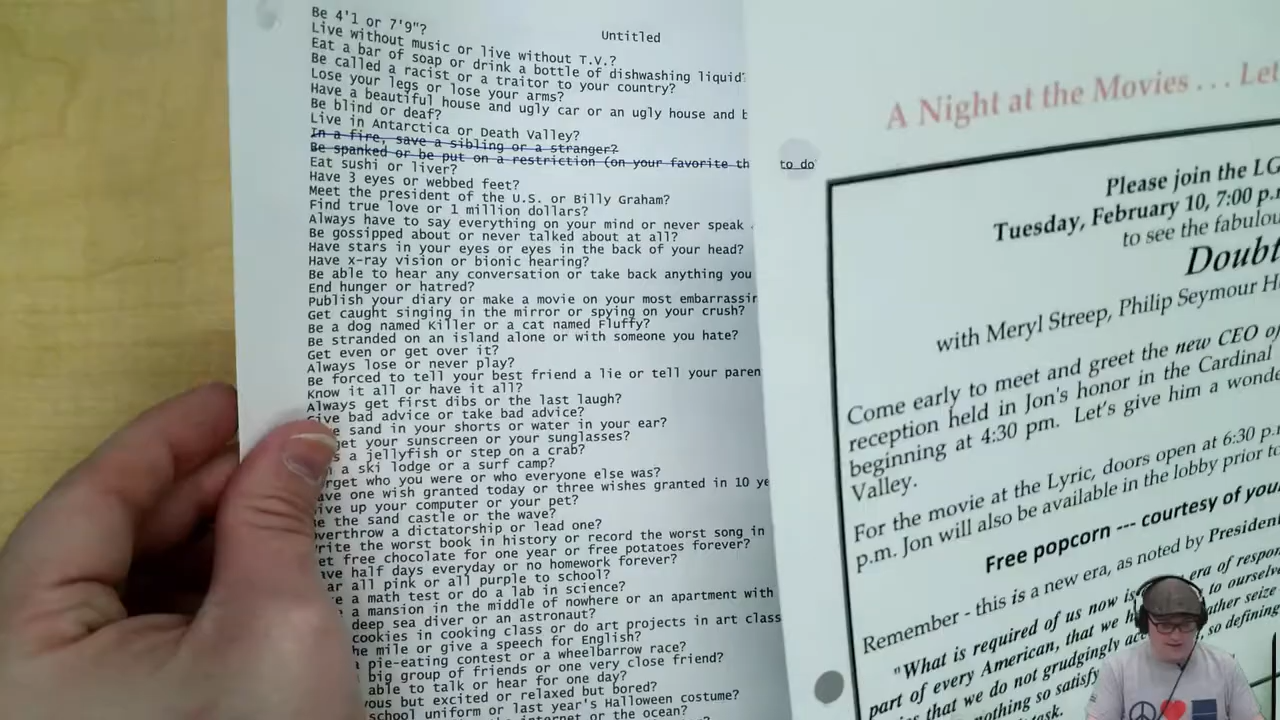 Untitled
Be 4'1 or 7'9"?
Live without music or live without T.V.?
Eat a bar of soap or drink a bottle of dishwashing liquid?
Be called a racist or a traitor to your country?
Lose your legs or lose your arms?
Have a beautiful house and ugly car or an ugly house and b
Be blind or deaf?
Live in Antarctica or Death Valley?
In a fire, save a sibling or a stranger?
Be spanked or be put on a restriction (on your favorite th
Eat sushi or liver?
Have 3 eyes or webbed feet?
Meet the president of the U.S. or Billy Graham?
Find true love or 1 million dollars?
Always have to say everything on your mind or never speak
Be gossipped about or never talked about at all?
Have stars in your eyes or eyes in the back of your head?
Have x-ray vision or bionic hearing?
Be able to hear any conversation or take back anything you
End hunger or hatred?
Publish your diary or make a movie on your most embarrassin
Get caught singing in the mirror or spying on your crush?
Be a dog named Killer or a cat named Fluffy?
Be stranded on an island alone or with someone you hate?
Get even or get over it?
Always lose or never play?
Be forced to tell your best friend a lie or tell your paren
Know it all or have it all?
Always get first dibs or the last laugh?
Give bad advice or take bad advice?
sand in your shorts or water in your ear?
get your sunscreen or your sunglasses?
s a jellyfish or step on a crab?
a ski lodge or a surf camp?
rget who you were or who everyone else was?
ave one wish granted today or three wishes granted in 10 ye
ive up your computer or your pet?
e the sand castle or the wave?
verthrow a dictatorship or lead one?
rite the worst book in history or record the worst song in
et free chocolate for one year or free potatoes forever?
ave half days everyday or no homework forever?
ar all pink or all purple to school?
e a math test or do a lab in science?
a mansion in the middle of nowhere or an apartment with
deep sea diver or an astronaut?
cookies in cooking class or do art projects in art class
he mile or give a speech for English?
a pie-eating contest or a wheelbarrow race?
big group of friends or one very close friend?
able to talk or hear for one day?
vous but excited or relaxed but bored?
school uniform or last year's Halloween costume?
the internet or the ocean?
to do
A Night at the Movies . . . Let
Please join the LG
Tuesday, February 10, 7:00 p.m
to see the fabulou
Doubt
with Meryl Streep, Philip Seymour H
Come early to meet and greet the new CEO of
reception held in Jon's honor in the Cardinal
beginning at 4:30 pm. Let's give him a wonde
Valley.
For the movie at the Lyric, doors open at 6:30 p.m
p.m. Jon will also be available in the lobby prior to
Free popcorn --- courtesy of your
Remember - this is a new era, as noted by President
"What is required of us now is era of respon
part of every American, that we h to ourselve
that we do not grudgingly ac ather seize
nothing so satisfy so defining
task.